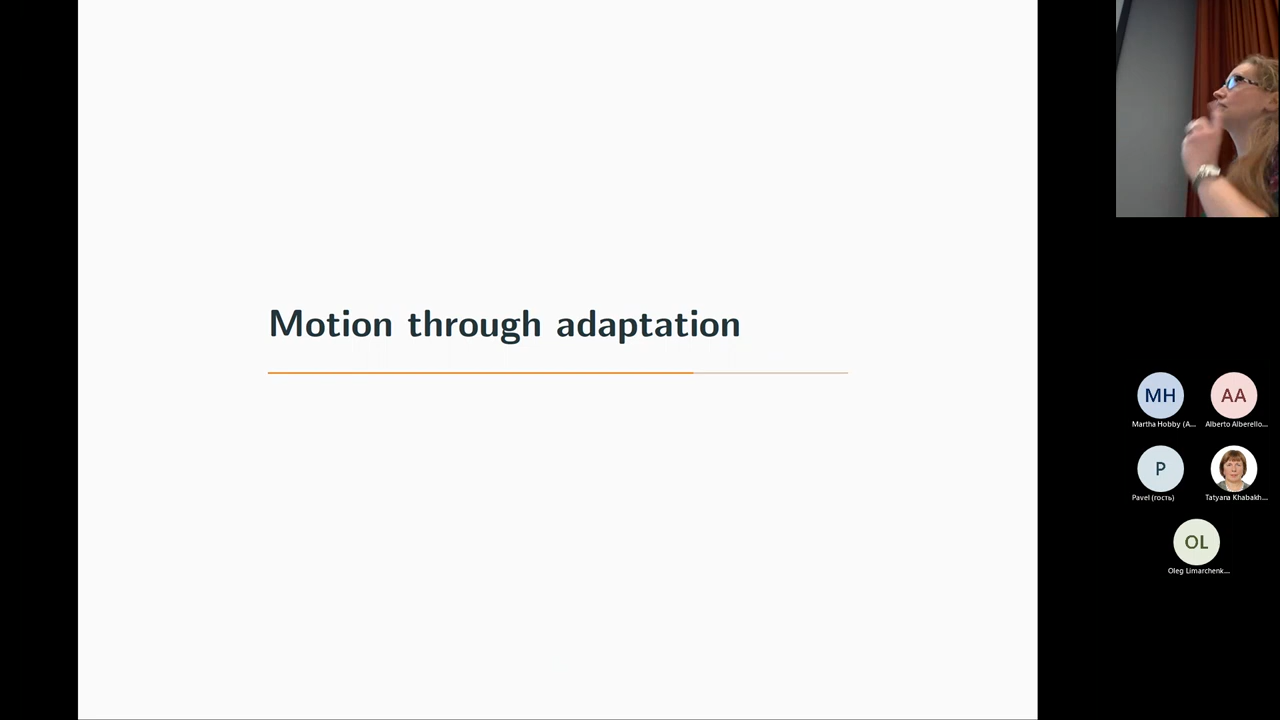 Motion through adaptation
MH
AA
Martha Hobby (A...
Alberto Alberello...
P
Pavel (гость)
Tatyana Khabakh...
OL
Oleg Limarchenk...